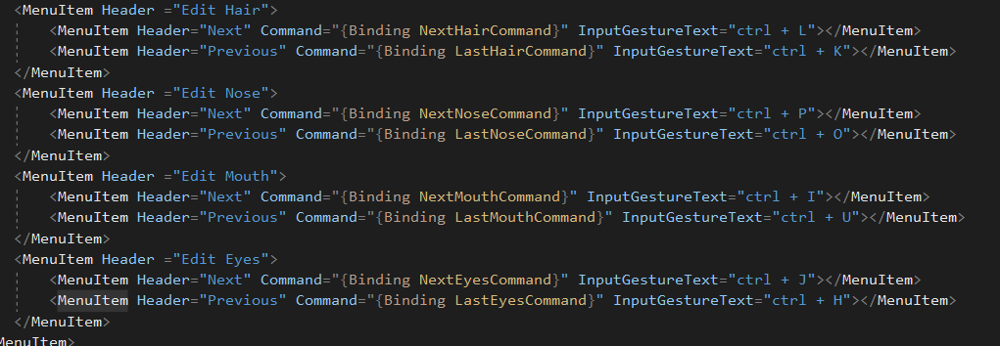 <MenuItem Header ="Edit Hair">
<MenuItem Header="Next" Command="{Binding NextHairCommand}" InputGestureText="ctrl + L"></MenuItem>
<MenuItem Header="Previous" Command="{Binding LastHairCommand}" InputGestureText="ctrl + K"></MenuItem>
</MenuItem>
<MenuItem Header ="Edit Nose">
<MenuItem Header="Next" Command="{Binding NextNoseCommand}" InputGestureText="ctrl + P"></MenuItem>
<MenuItem Header="Previous" Command="{Binding LastNoseCommand}" InputGestureText="ctrl + O"></MenuItem>
</MenuItem>
<MenuItem Header ="Edit Mouth">
<MenuItem Header="Next" Command="{Binding NextMouthCommand}" InputGestureText="ctrl + I"></MenuItem>
<MenuItem Header="Previous" Command="{Binding LastMouthCommand}" InputGestureText="ctrl + U"></MenuItem>
</MenuItem>
<MenuItem Header ="Edit Eyes">
<MenuItem Header="Next" Command="{Binding NextEyesCommand}" InputGestureText="ctrl + J"></MenuItem>
<MenuItem Header="Previous" Command="{Binding LastEyesCommand}" InputGestureText="ctrl + H"></MenuItem>
</MenuItem>
MenuItem>